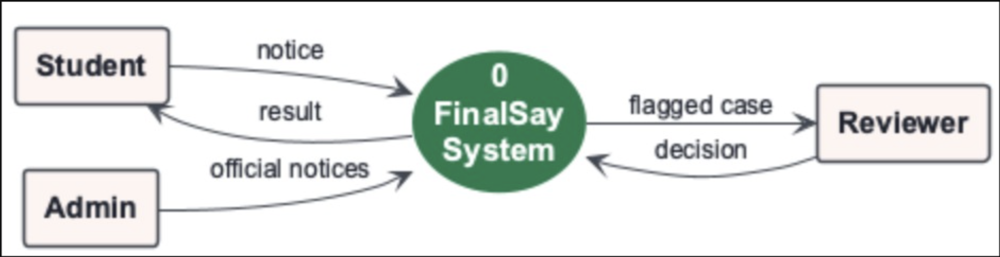 Student
notice
result
Admin
official notices
0
FinalSay
System
flagged case
decision
Reviewer